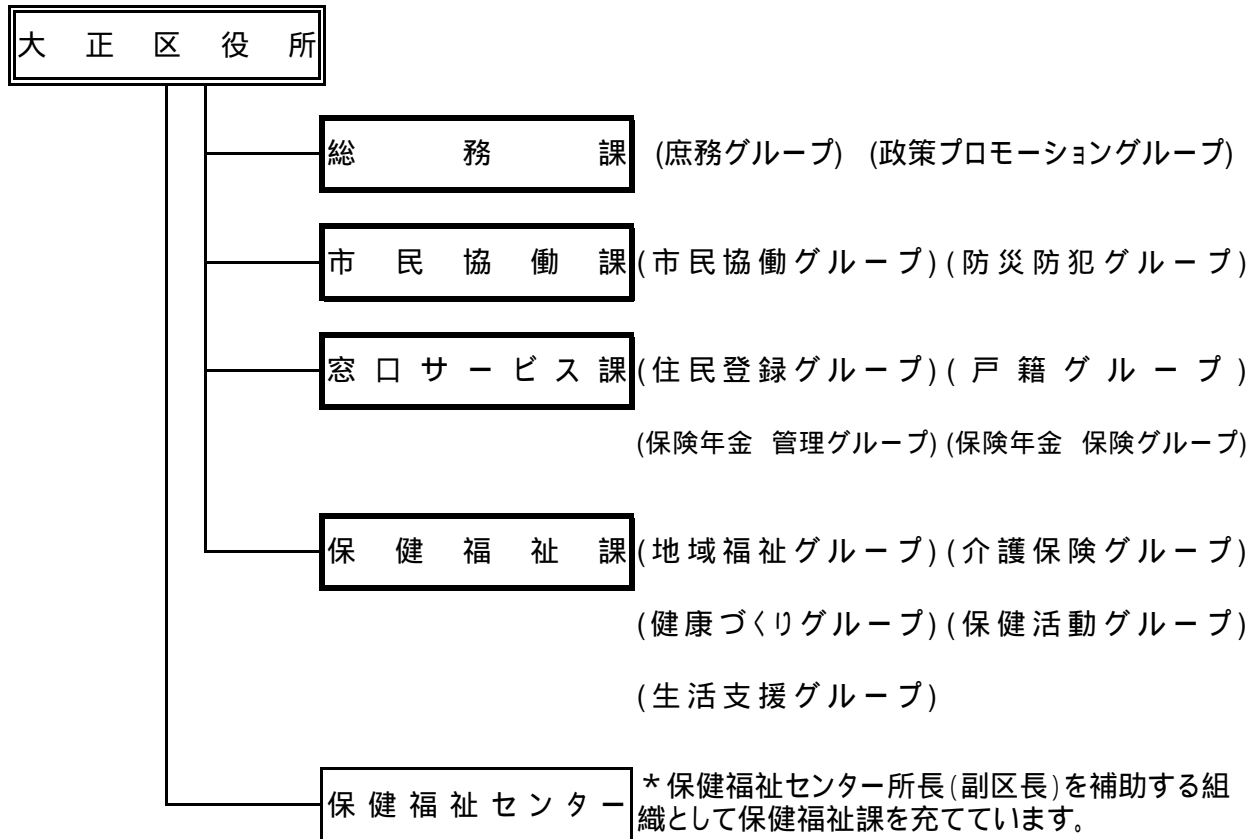 大正区役所
総務課 (庶務グループ) (政策プロモーショングループ)
市民協働課 (市民協働グループ) (防災防犯グループ)
窓口サービス課 (住民登録グループ) (戸籍グループ)
(保険年金 管理グループ) (保険年金 保険グループ)
保健福祉課 (地域福祉グループ) (介護保険グループ)
(健康づくりグループ) (保健活動グループ)
(生活支援グループ)
保健福祉センター *保健福祉センター所長(副区長)を補助する組
織として保健福祉課を充てています。